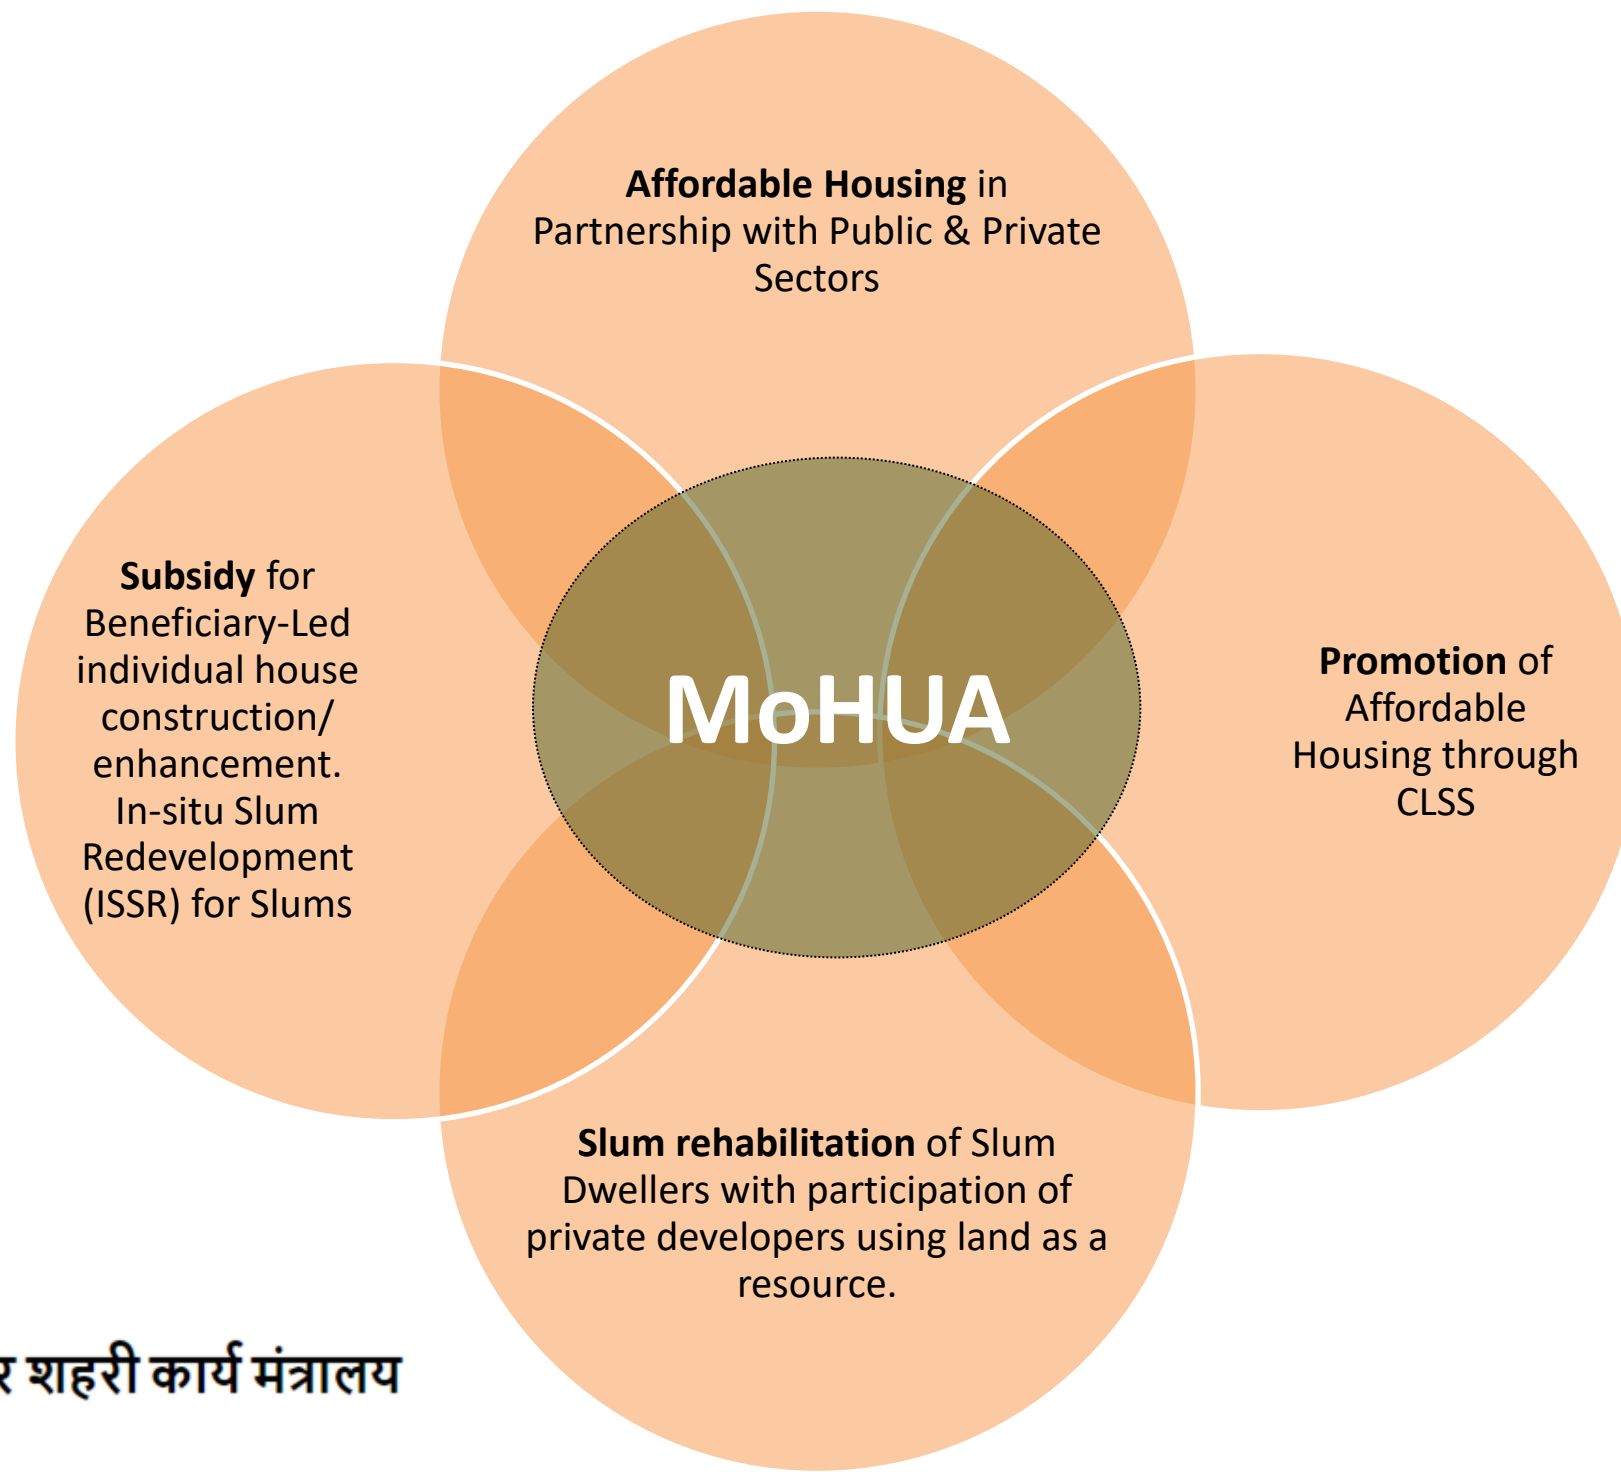 Affordable Housing in
Partnership with Public & Private
Sectors
Subsidy for
Beneficiary-Led
individual house
construction/
enhancement.
In-situ Slum
Redevelopment
(ISSR) for Slums
MoHUA
Promotion of
Affordable
Housing through
CLSS
Slum rehabilitation of Slum
Dwellers with participation of
private developers using land as a
resource.
शहरी कार्य मंत्रालय